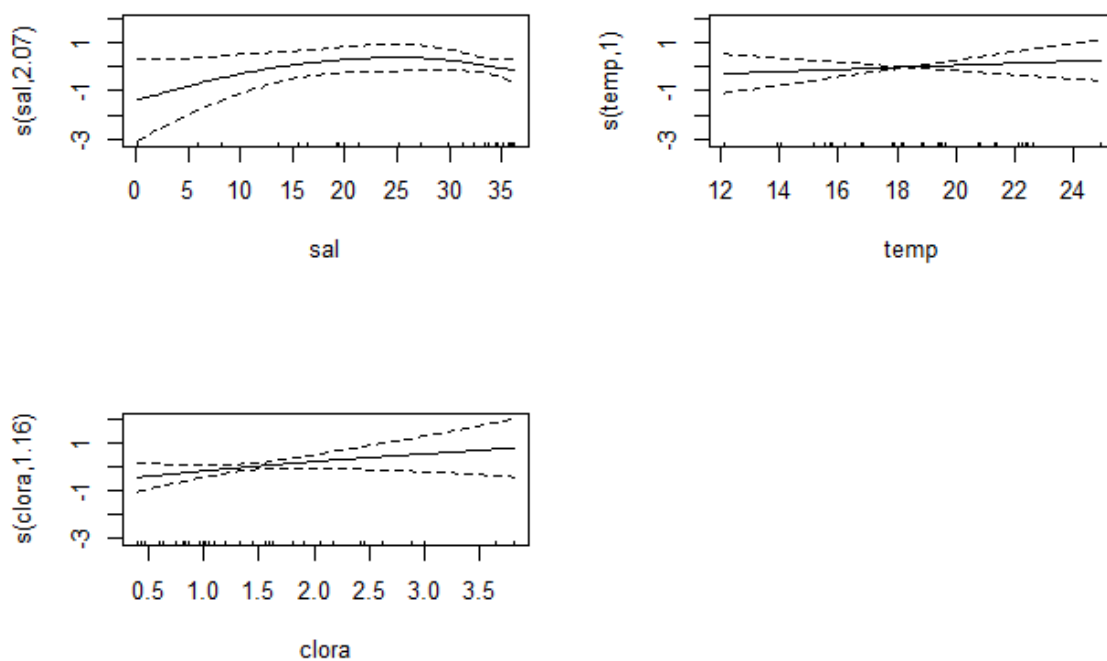 s(sal,2.07)
1
-1
-3
0 5 10 15 20 25 30 35
sal
s(temp,1)
1
-1
-3
12 14 16 18 20 22 24
temp
s(clora,1.16)
1
-1
-3
0.5 1.0 1.5 2.0 2.5 3.0 3.5
clora